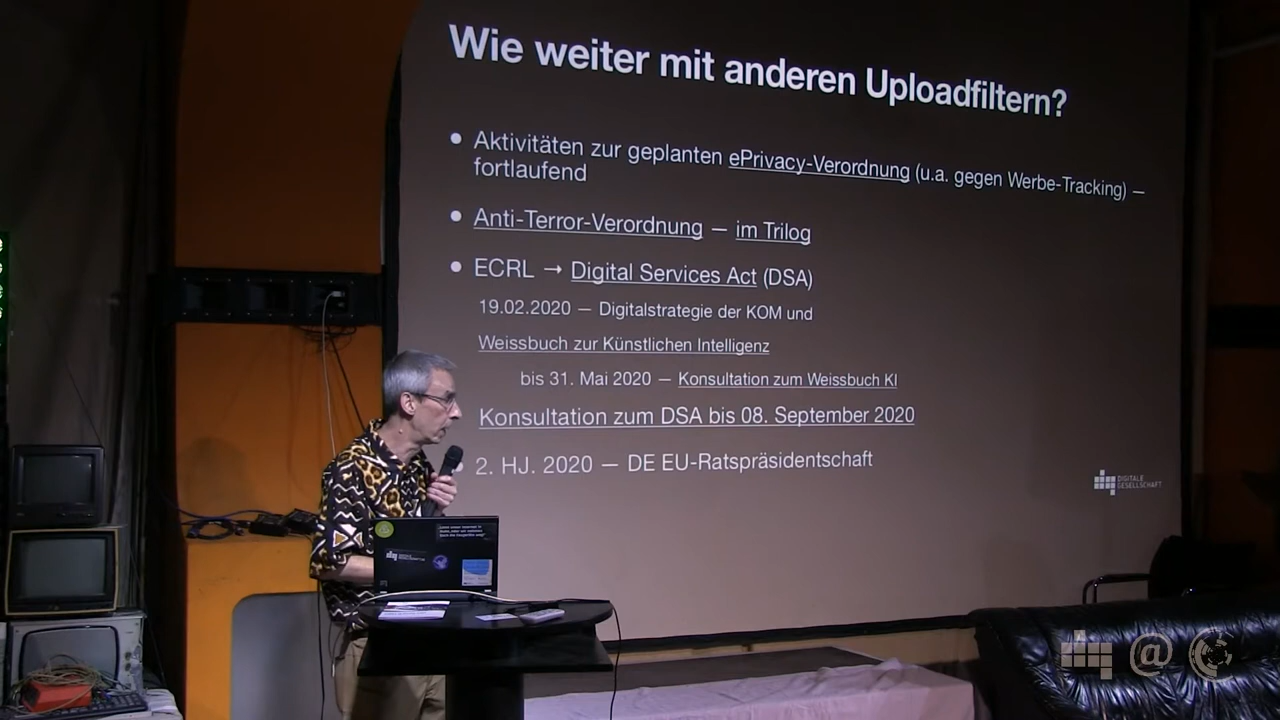 Wie weiter mit anderen Uploadfiltern?
• Aktivitäten zur geplanten ePrivacy-Verordnung (u.a. gegen Werbe-Tracking) –
fortlaufend
• Anti-Terror-Verordnung – im Trilog
• ECRL → Digital Services Act (DSA)
19.02.2020 – Digitalstrategie der KOM und
Weissbuch zur Künstlichen Intelligenz
bis 31. Mai 2020 – Konsultation zum Weissbuch KI
Konsultation zum DSA bis 08. September 2020
• 2. HJ. 2020 – DE EU-Ratspräsidentschaft
DIGITALE
GESELLSCHAFT
@